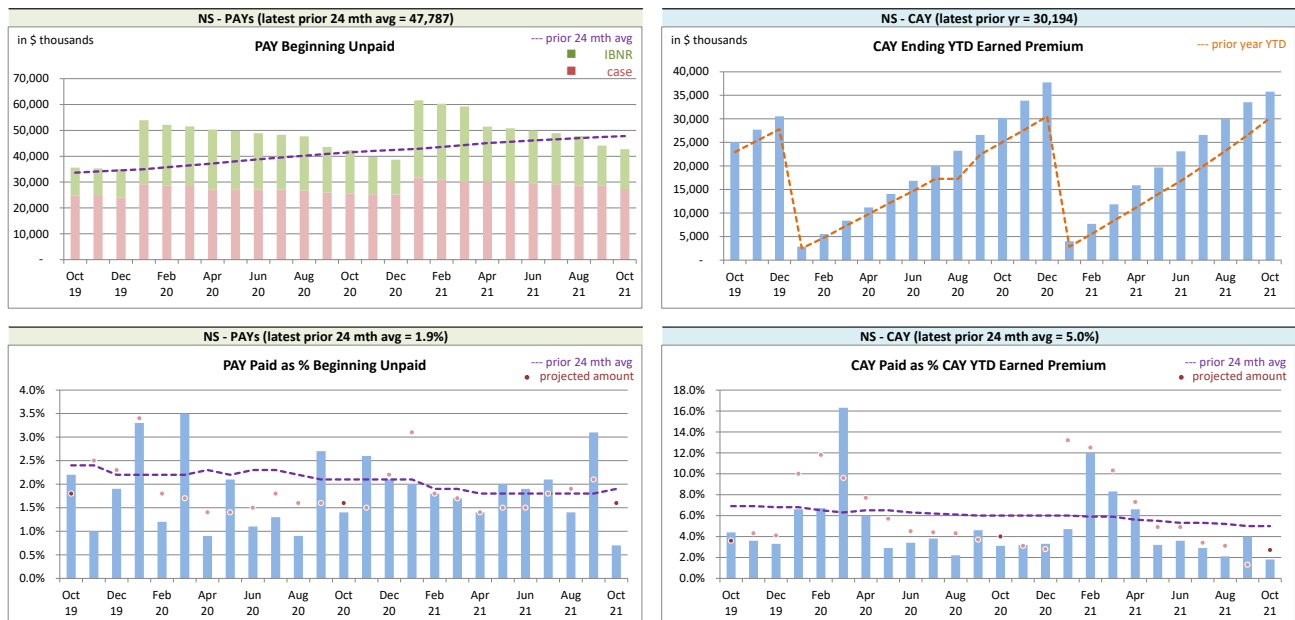 NS - PAYs (latest prior 24 mth avg = 47,787)
in $ thousands
PAY Beginning Unpaid
--- prior 24 mth avg
IBNR
case
70,000
60,000
50,000
40,000
30,000
20,000
10,000
-
Oct Dec Feb Apr Jun Aug Oct Dec Feb Apr Jun Aug Oct
19 19 20 20 20 20 20 20 21 21 21 21 21
NS - CAY (latest prior yr = 30,194)
in $ thousands
CAY Ending YTD Earned Premium
--- prior year YTD
40,000
35,000
30,000
25,000
20,000
15,000
10,000
5,000
-
Oct Dec Feb Apr Jun Aug Oct Dec Feb Apr Jun Aug Oct
19 19 20 20 20 20 20 20 21 21 21 21 21
NS - PAYs (latest prior 24 mth avg = 1.9%)
PAY Paid as % Beginning Unpaid
--- prior 24 mth avg
projected amount
4.0%
3.5%
3.0%
2.5%
2.0%
1.5%
1.0%
0.5%
0.0%
Oct Dec Feb Apr Jun Aug Oct Dec Feb Apr Jun Aug Oct
19 19 20 20 20 20 20 20 21 21 21 21 21
NS - CAY (latest prior 24 mth avg = 5.0%)
CAY Paid as % CAY YTD Earned Premium
--- prior 24 mth avg
projected amount
18.0%
16.0%
14.0%
12.0%
10.0%
8.0%
6.0%
4.0%
2.0%
0.0%
Oct Dec Feb Apr Jun Aug Oct Dec Feb Apr Jun Aug Oct
19 19 20 20 20 20 20 20 21 21 21 21 21